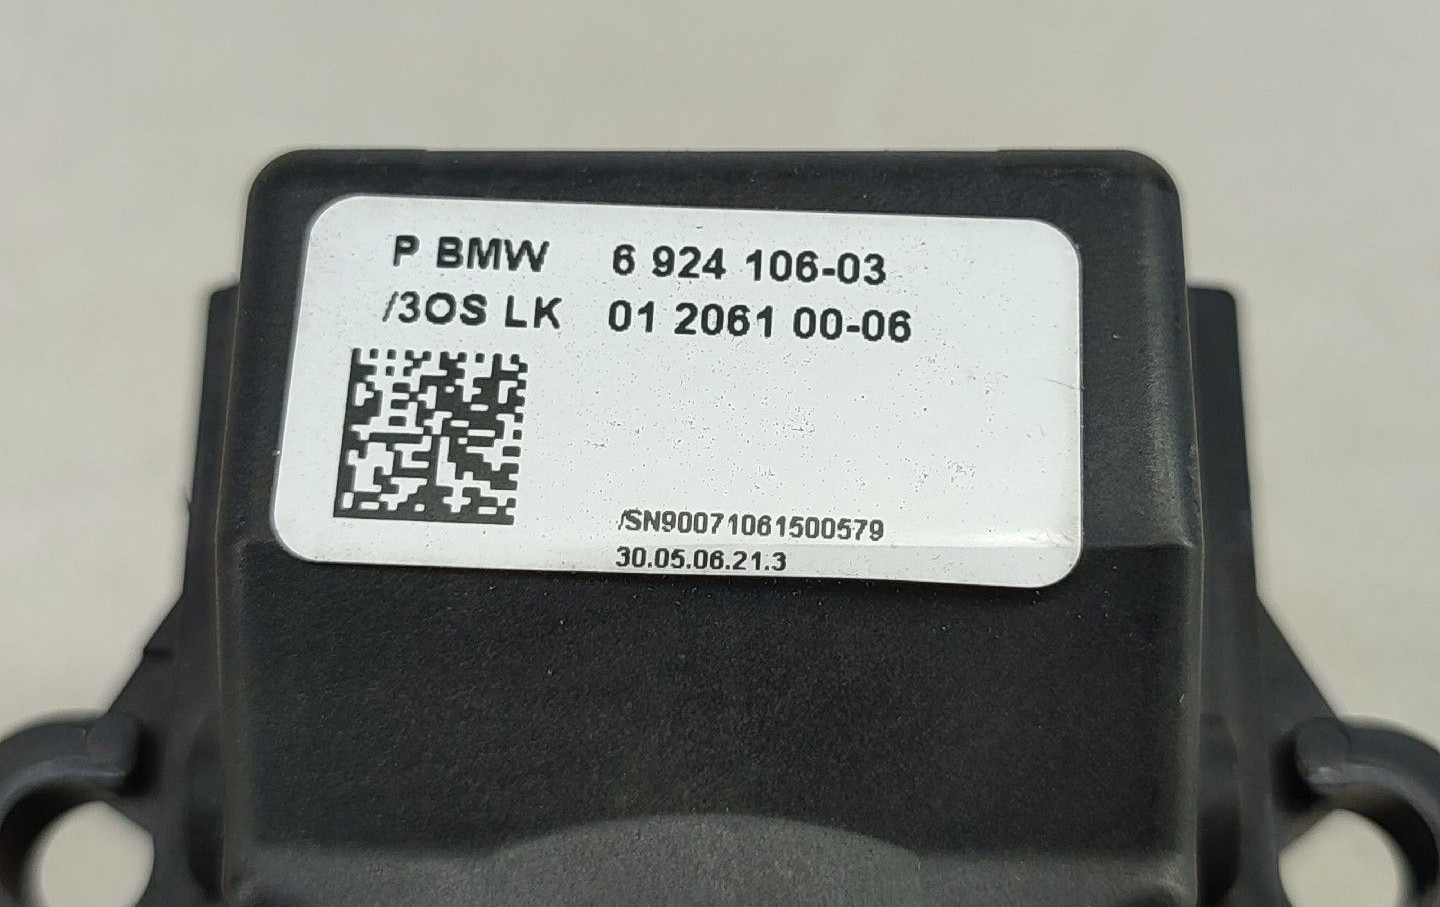 P BMW 6 924 106-03
/3OS LK 01 2061 00-06
/SN90071061500579
30.05.06.21.3